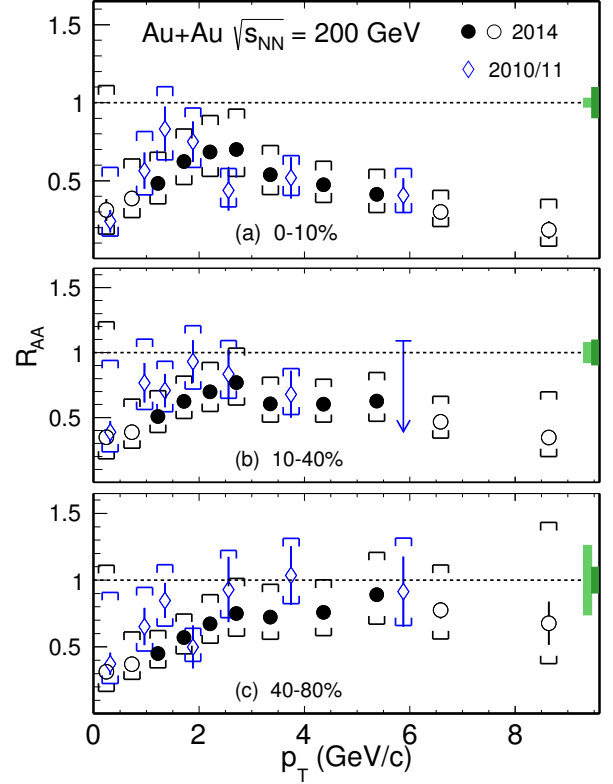 Au+Au √s_NN = 200 GeV
2014
2010/11
1.5
1
0.5
(a) 0-10%
R_AA
1.5
1
0.5
(b) 10-40%
1.5
1
0.5
(c) 40-80%
0 2 4 6 8
p_T (GeV/c)